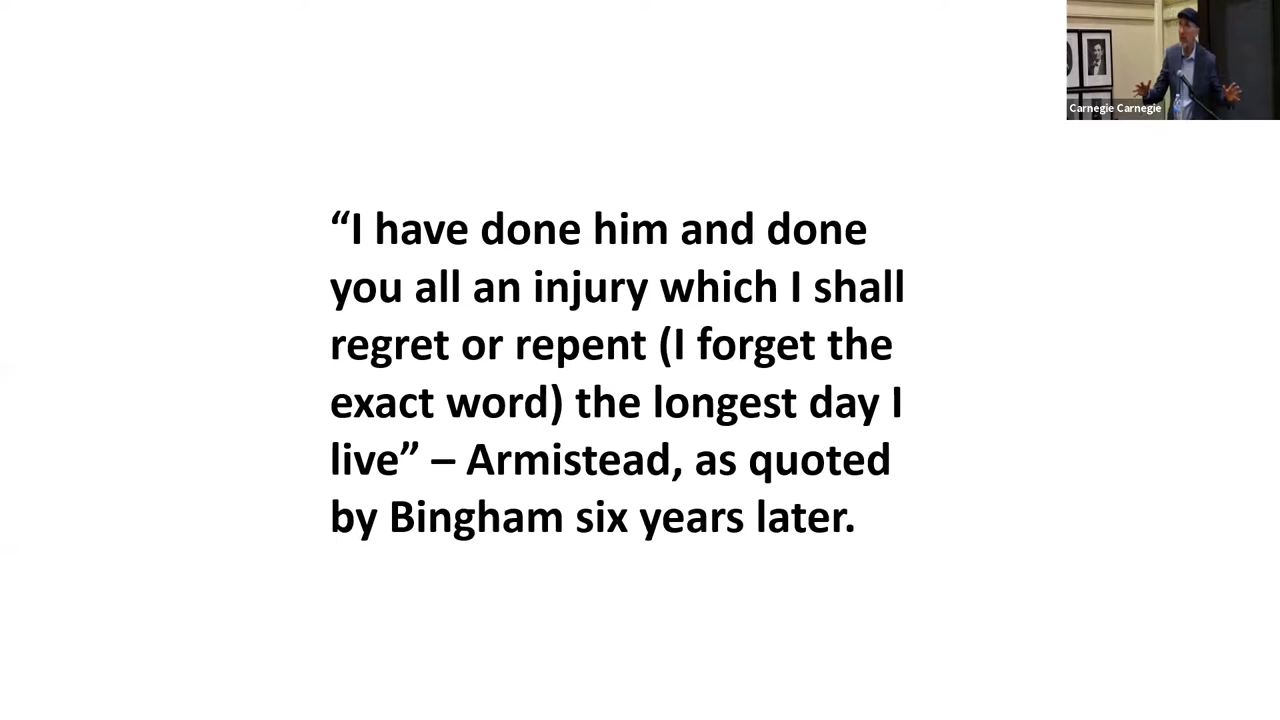 Carnegie Carnegie
“I have done him and done
you all an injury which I shall
regret or repent (I forget the
exact word) the longest day I
live” – Armistead, as quoted
by Bingham six years later.